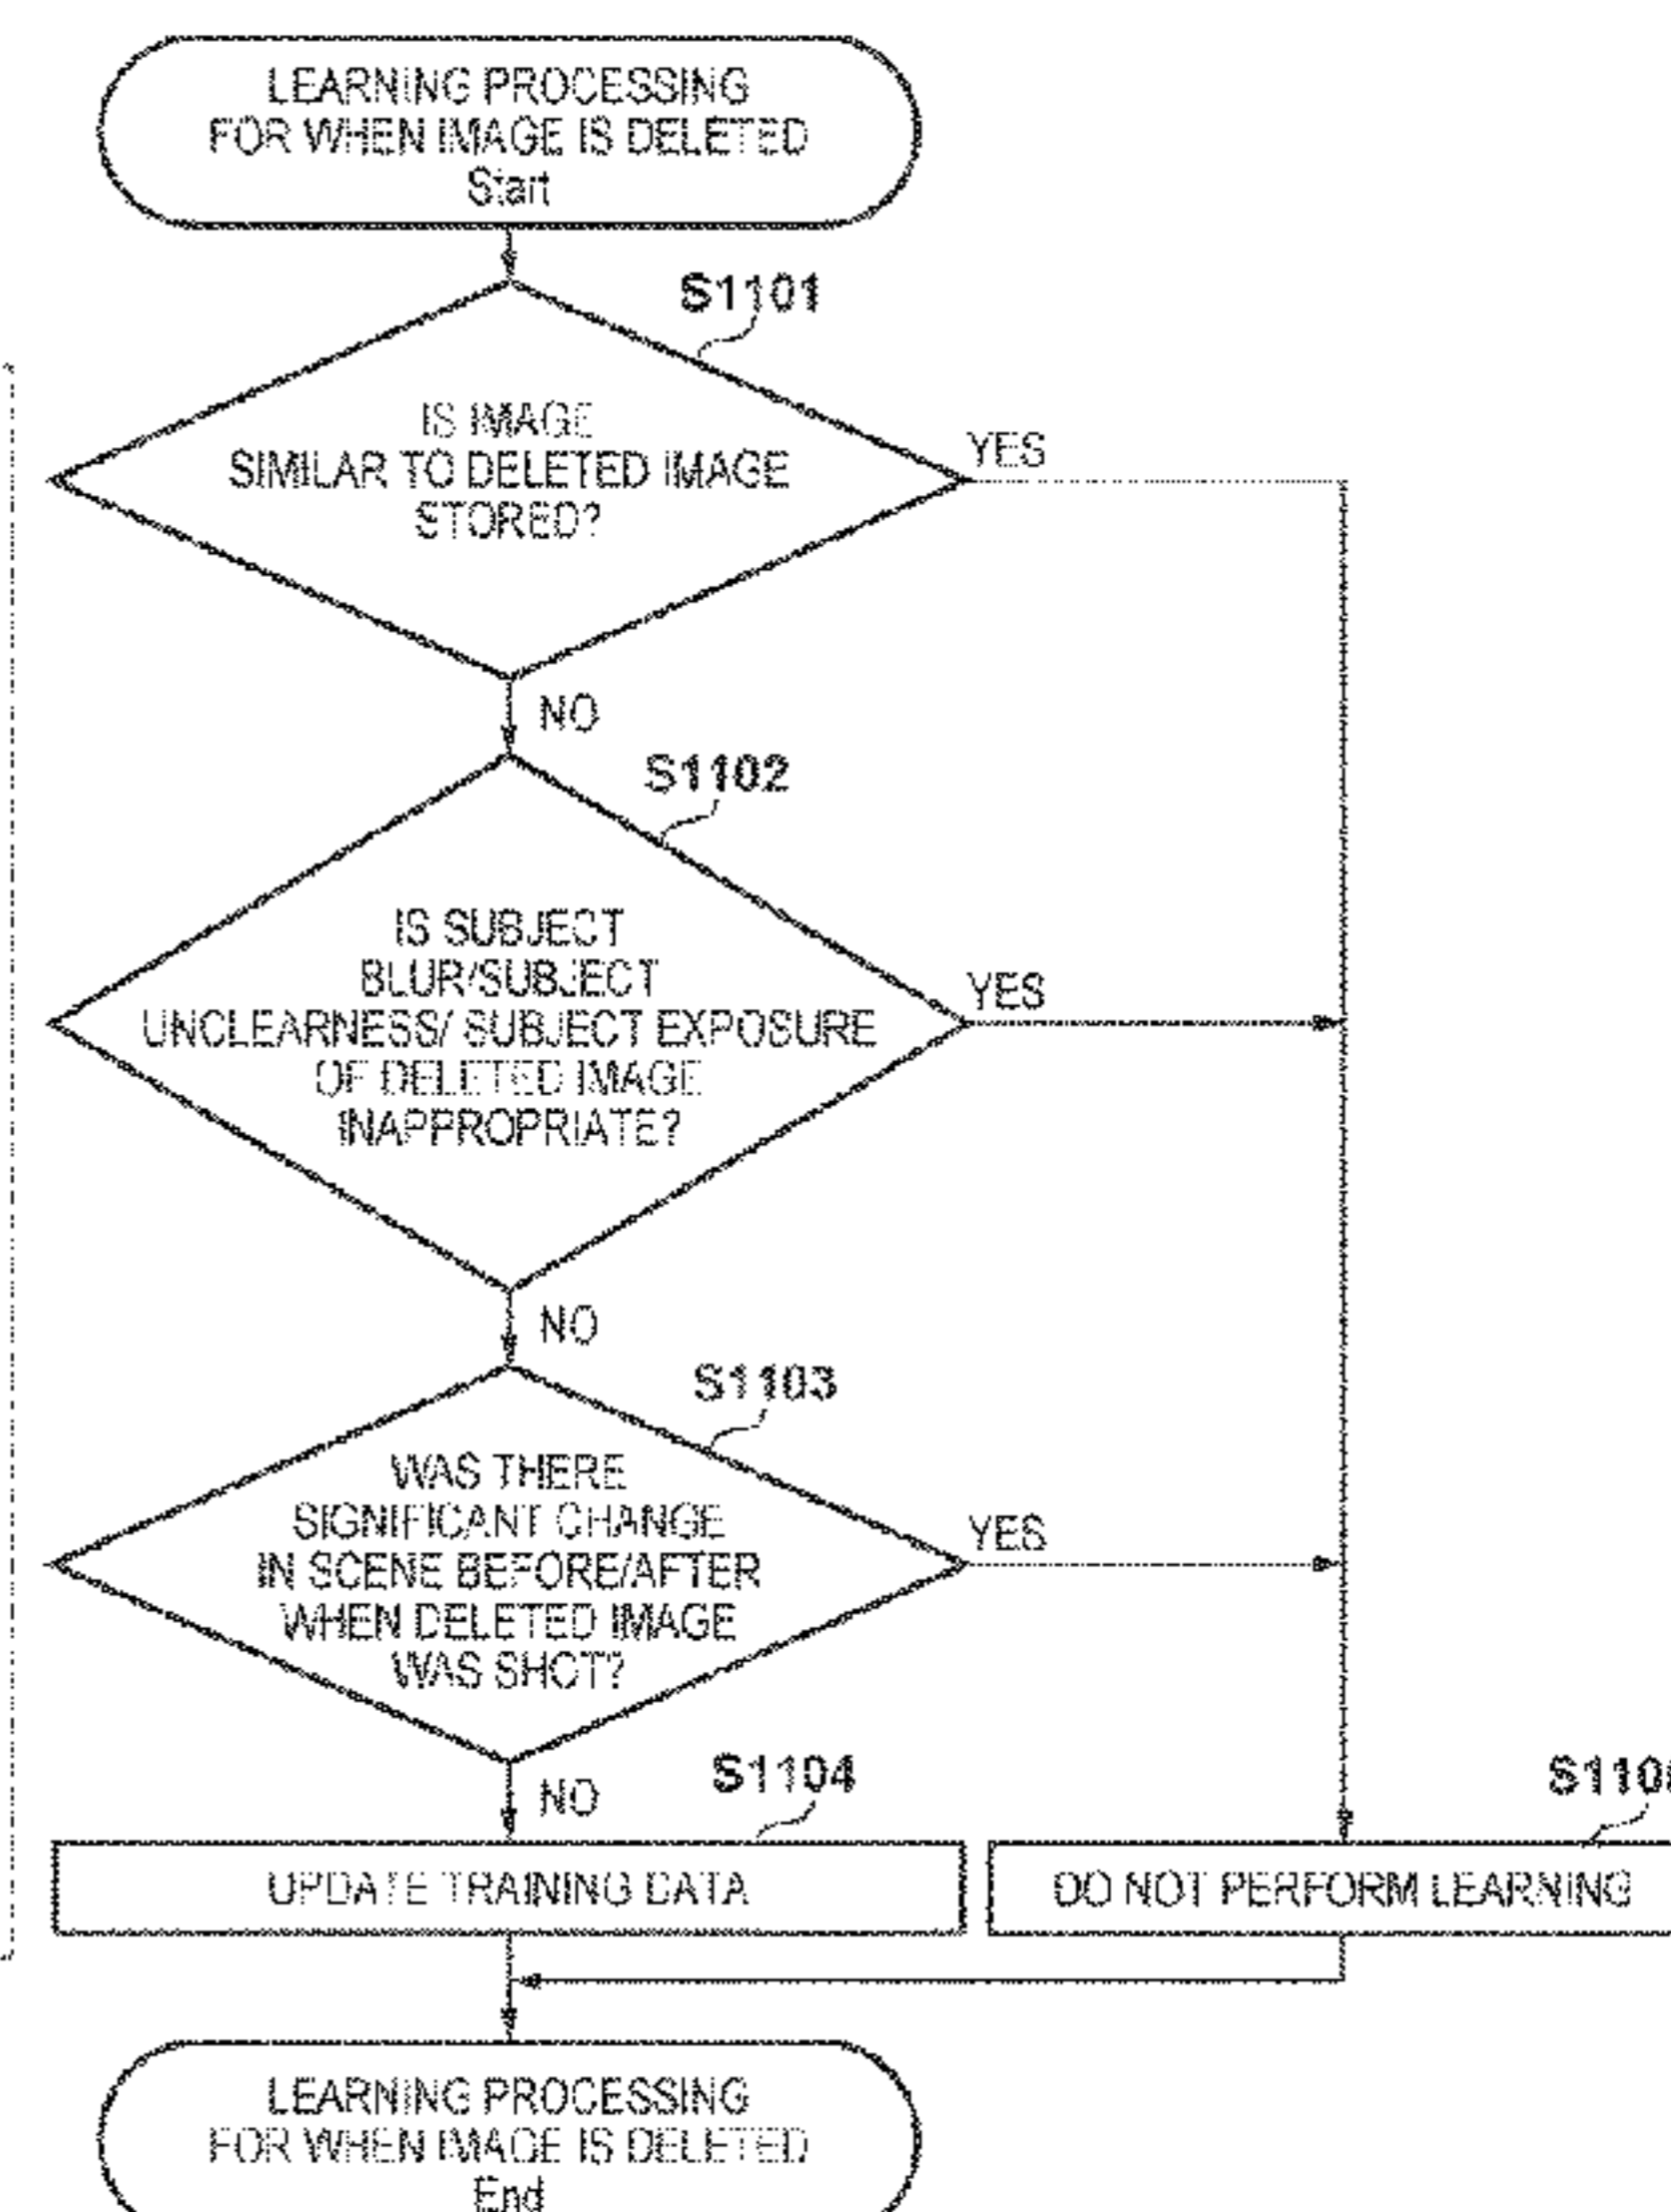 LEARNING PROCESSING
FOR WHEN IMAGE IS DELETED
Start
S1101
IS IMAGE
SIMILAR TO DELETED IMAGE
STORED?
YES
NO
S1102
IS SUBJECT
BLUR/SUBJECT
UNCLEARNESS/ SUBJECT EXPOSURE
OF DELETED IMAGE
INAPPROPRIATE?
YES
NO
S1103
WAS THERE
SIGNIFICANT CHANGE
IN SCENE BEFORE/AFTER
WHEN DELETED IMAGE
WAS SHOT?
YES
NO
S1104
UPDATE TRAINING DATA
DO NOT PERFORM LEARNING
LEARNING PROCESSING
FOR WHEN IMAGE IS DELETED
End